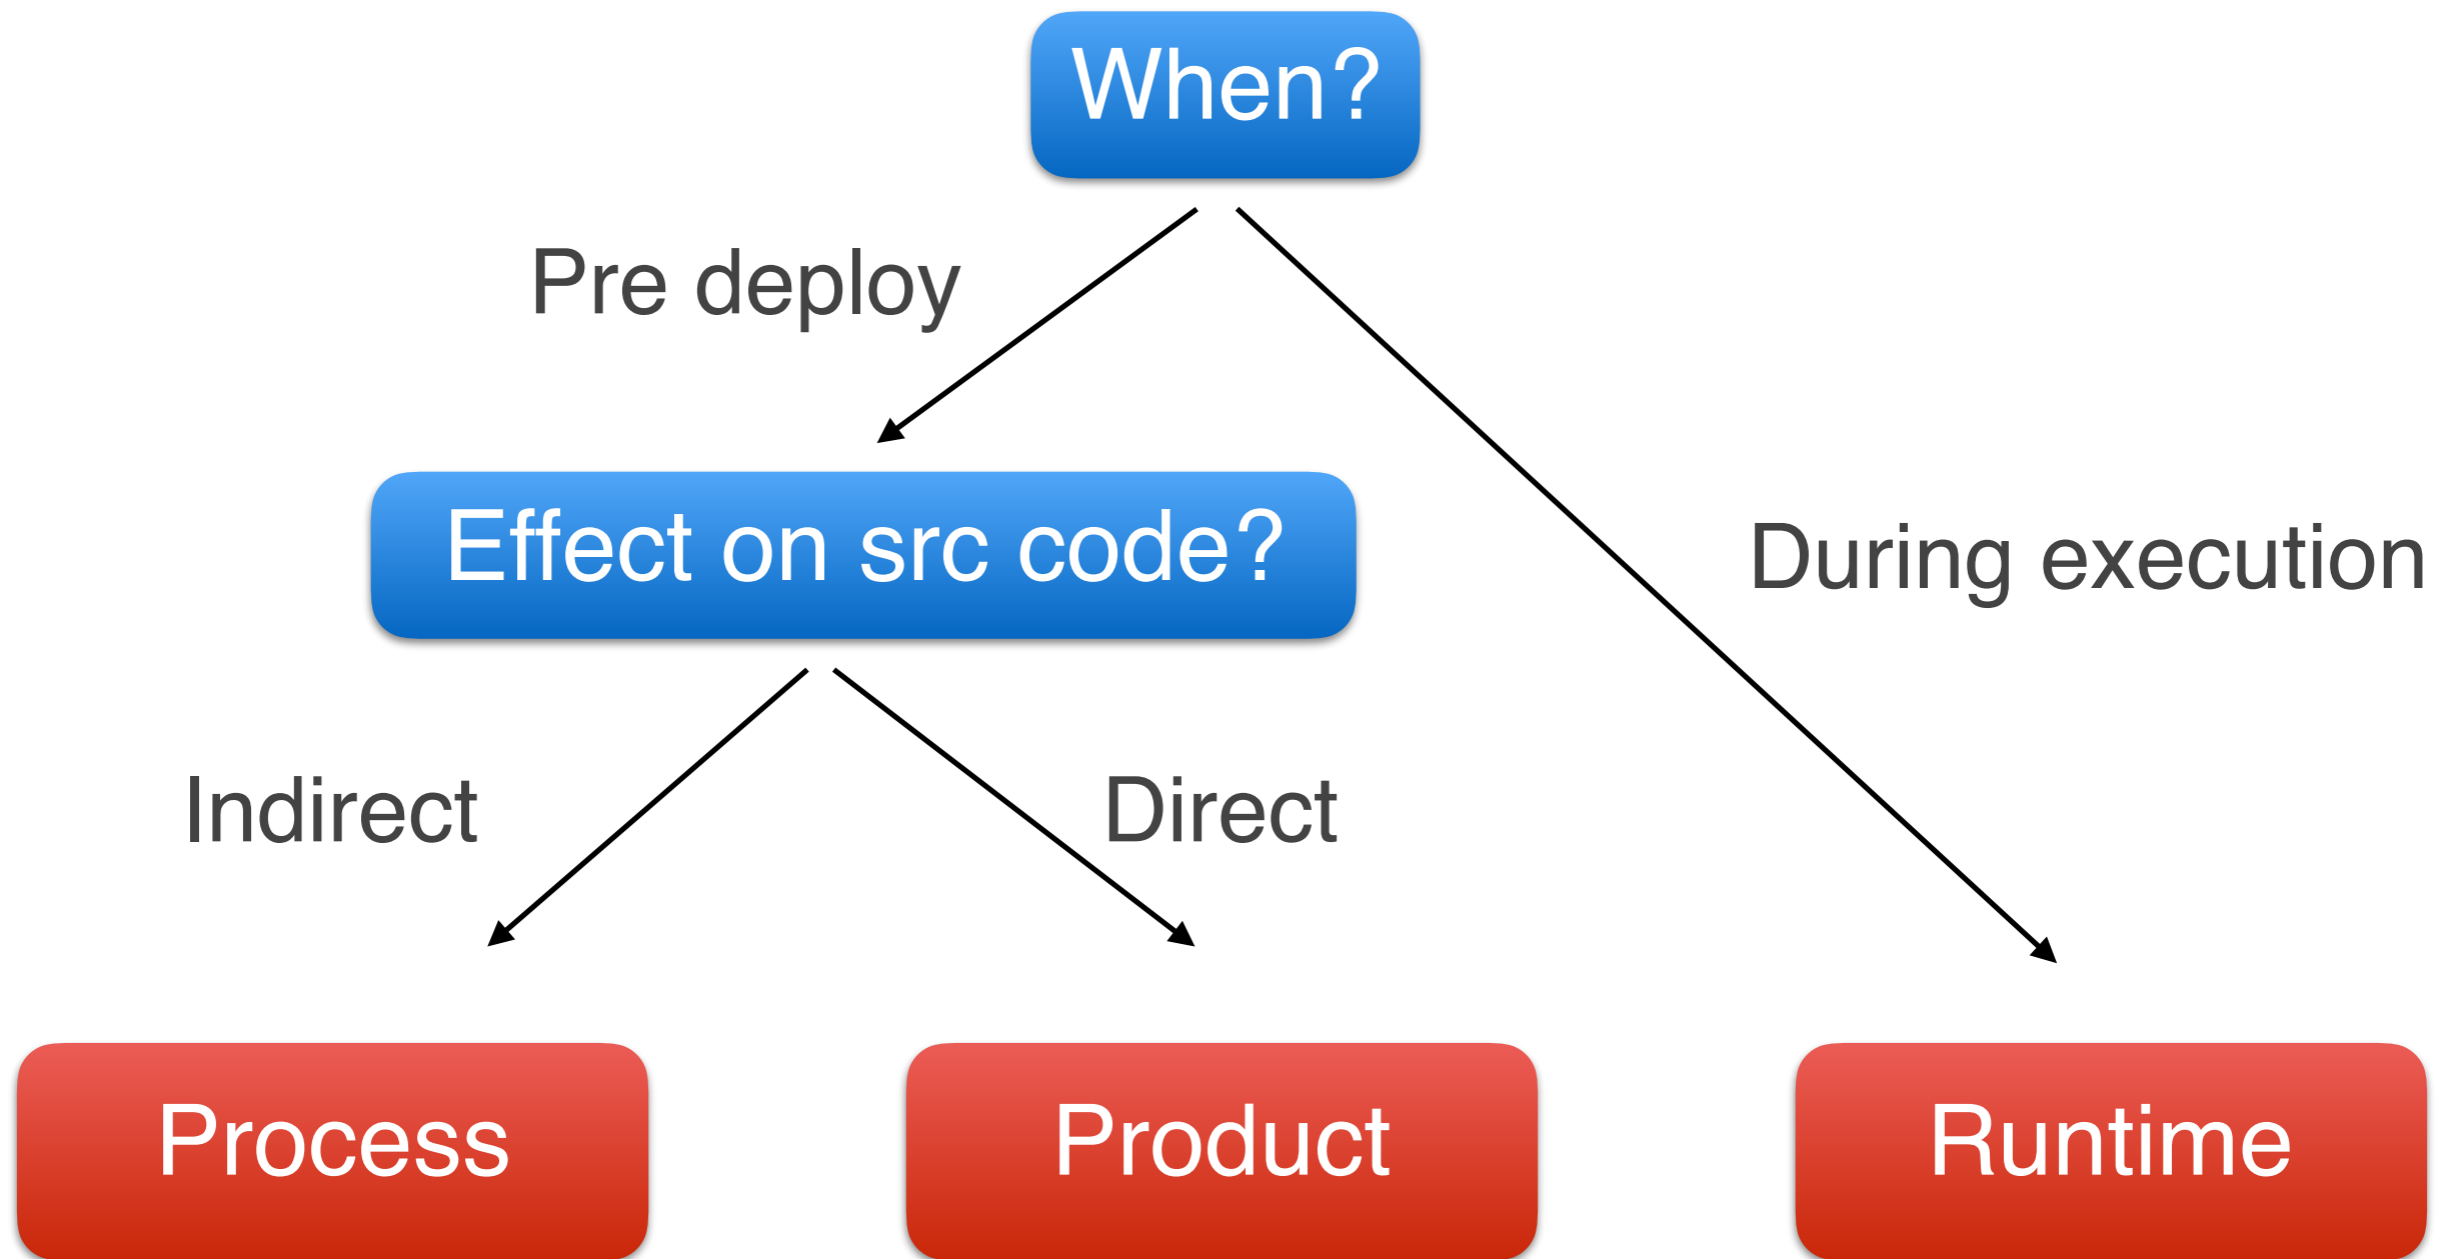 When?
Pre deploy
Effect on src code?
During execution
Indirect
Direct
Process
Product
Runtime